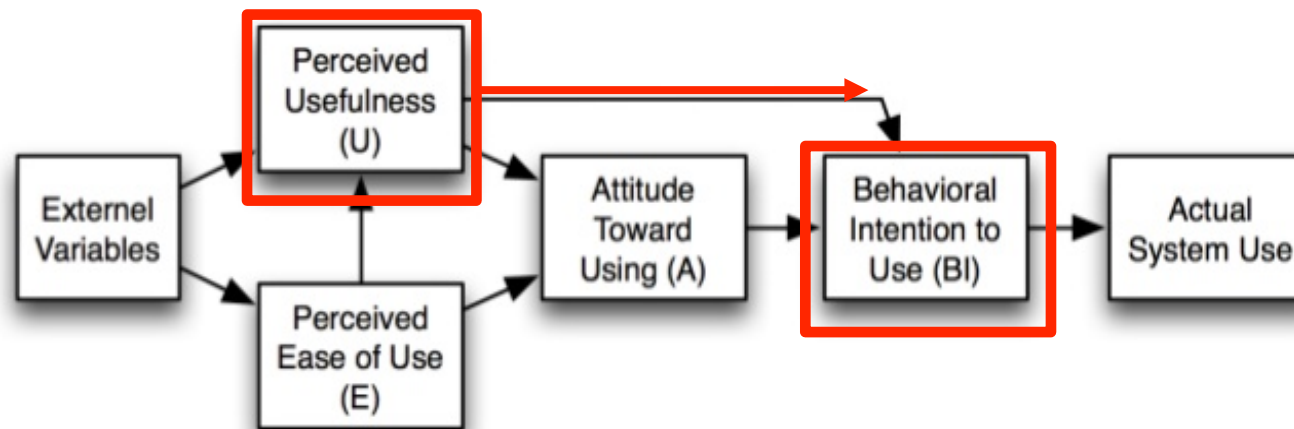 Perceived
Usefulness
(U)
Externel
Variables
Perceived
Ease of Use
(E)
Attitude
Toward
Using (A)
Behavioral
Intention to
Use (BI)
Actual
System Use